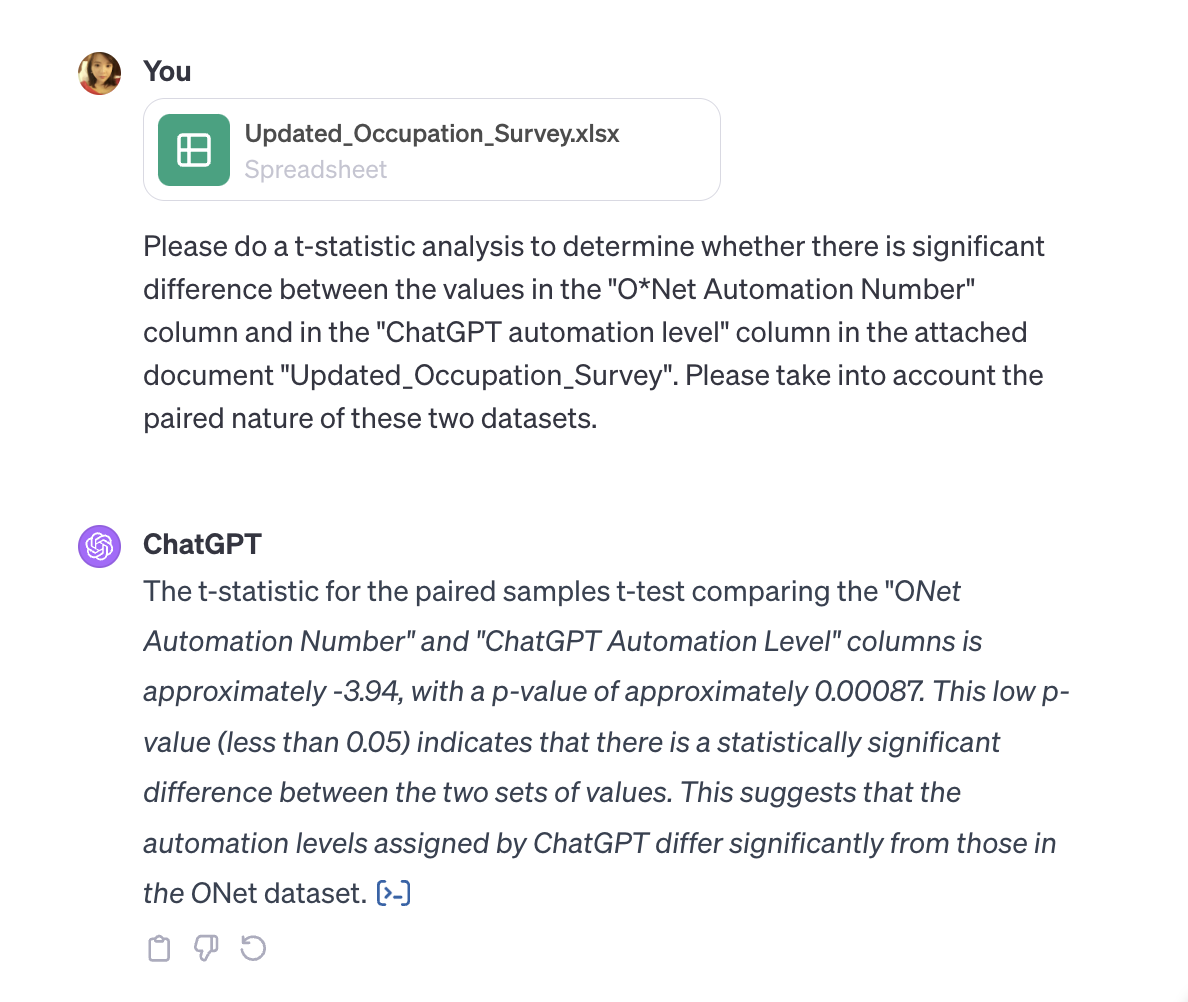 You
Updated_Occupation_Survey.xlsx
Spreadsheet
Please do a t-statistic analysis to determine whether there is significant
difference between the values in the "O*Net Automation Number"
column and in the "ChatGPT automation level" column in the attached
document "Updated_Occupation_Survey". Please take into account the
paired nature of these two datasets.
ChatGPT
The t-statistic for the paired samples t-test comparing the "ONet
Automation Number" and "ChatGPT Automation Level" columns is
approximately -3.94, with a p-value of approximately 0.00087. This low p-
value (less than 0.05) indicates that there is a statistically significant
difference between the two sets of values. This suggests that the
automation levels assigned by ChatGPT differ significantly from those in
the ONet dataset. [>-]